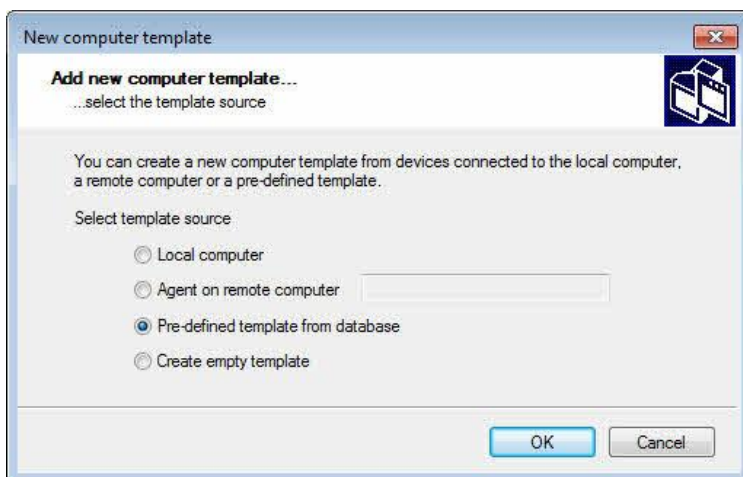 New computer template
Add new computer template...
...select the template source
You can create a new computer template from devices connected to the local computer,
a remote computer or a pre-defined template.
Select template source
Local computer
Agent on remote computer
Pre-defined template from database
Create empty template
OK
Cancel